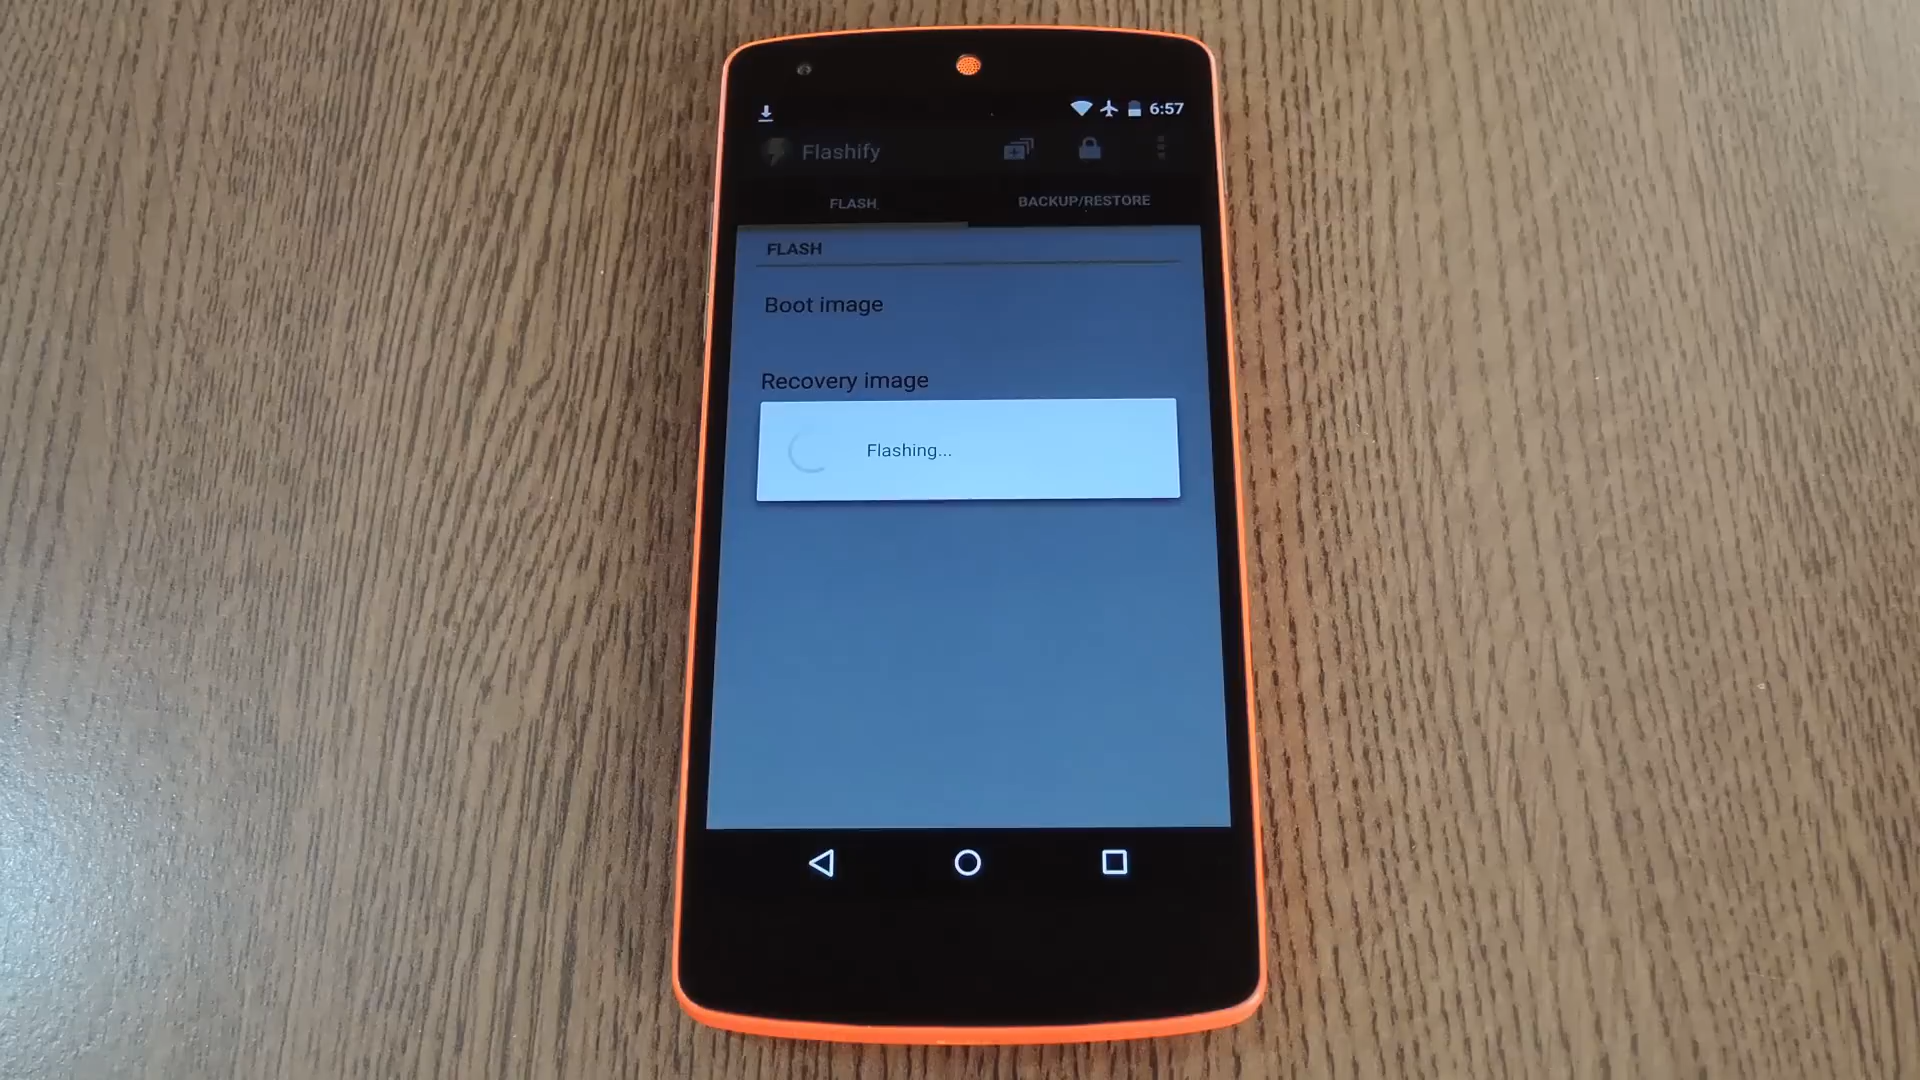 6:57
Flashify
FLASH
BACKUP/RESTORE
FLASH
Boot image
Recovery image
Flashing...